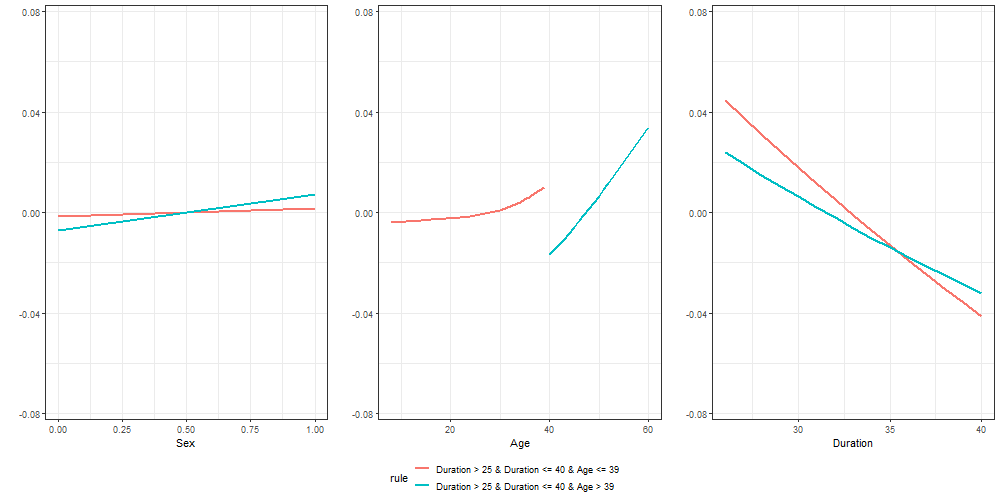 0.08
0.04
0.00
-0.04
-0.08
0.00 0.25 0.50 0.75 1.00
Sex
0.08
0.04
0.00
-0.04
-0.08
20 40 60
Age
0.08
0.04
0.00
-0.04
-0.08
30 35 40
Duration
rule
Duration > 25 & Duration <= 40 & Age <= 39
Duration > 25 & Duration <= 40 & Age > 39